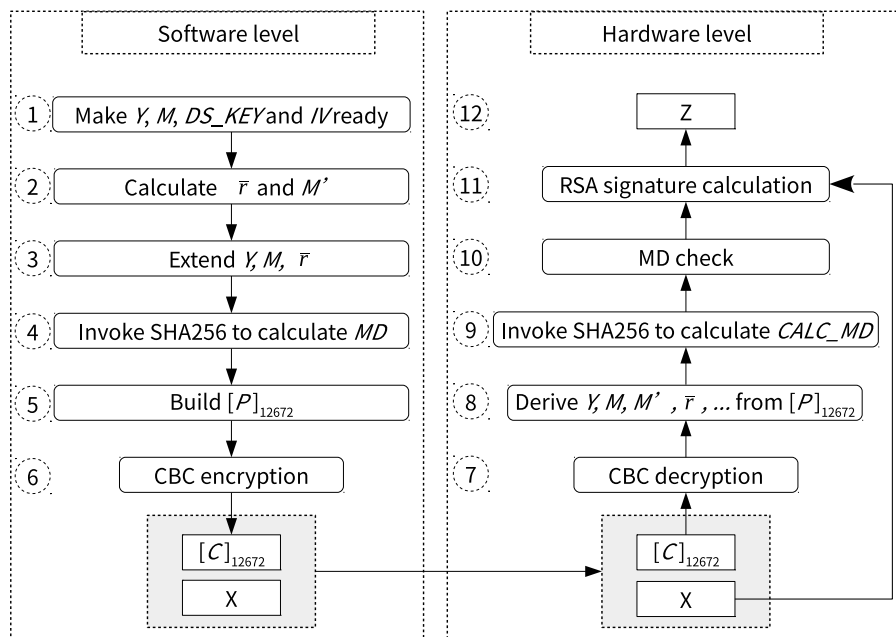 Software level
1 Make Y, M, DS_KEY and IV ready
2 Calculate r̅ and M’
3 Extend Y, M, r̅
4 Invoke SHA256 to calculate MD
5 Build [P]₁₂₆₇₂
6 CBC encryption
[C]₁₂₆₇₂
X
Hardware level
12 Z
11 RSA signature calculation
10 MD check
9 Invoke SHA256 to calculate CALC_MD
8 Derive Y, M, M’ , r̅ , ... from [P]₁₂₆₇₂
7 CBC decryption
[C]₁₂₆₇₂
X